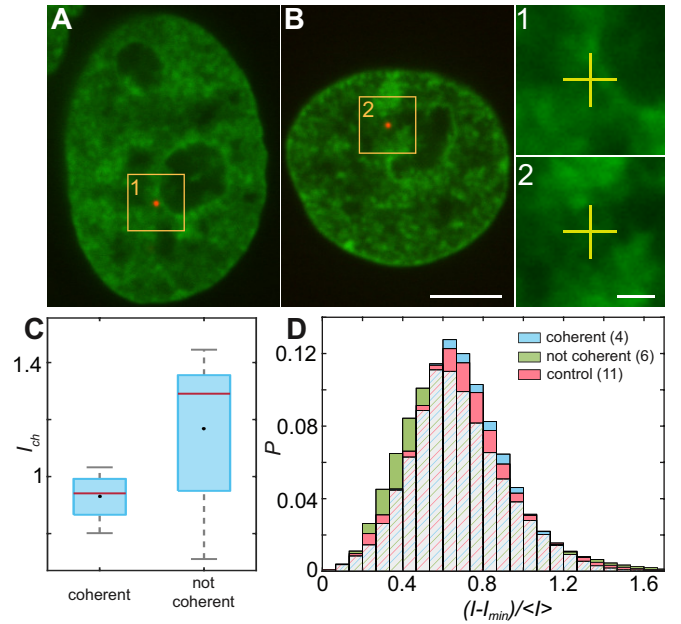 A
B
1
2
1
2
C
I_ch
1.4
1
coherent
not
coherent
D
P
0.12
0.08
0.04
0
coherent (4)
not coherent (6)
control (11)
0
0.4
0.8
1.2
1.6
(I-I_min)/<I>